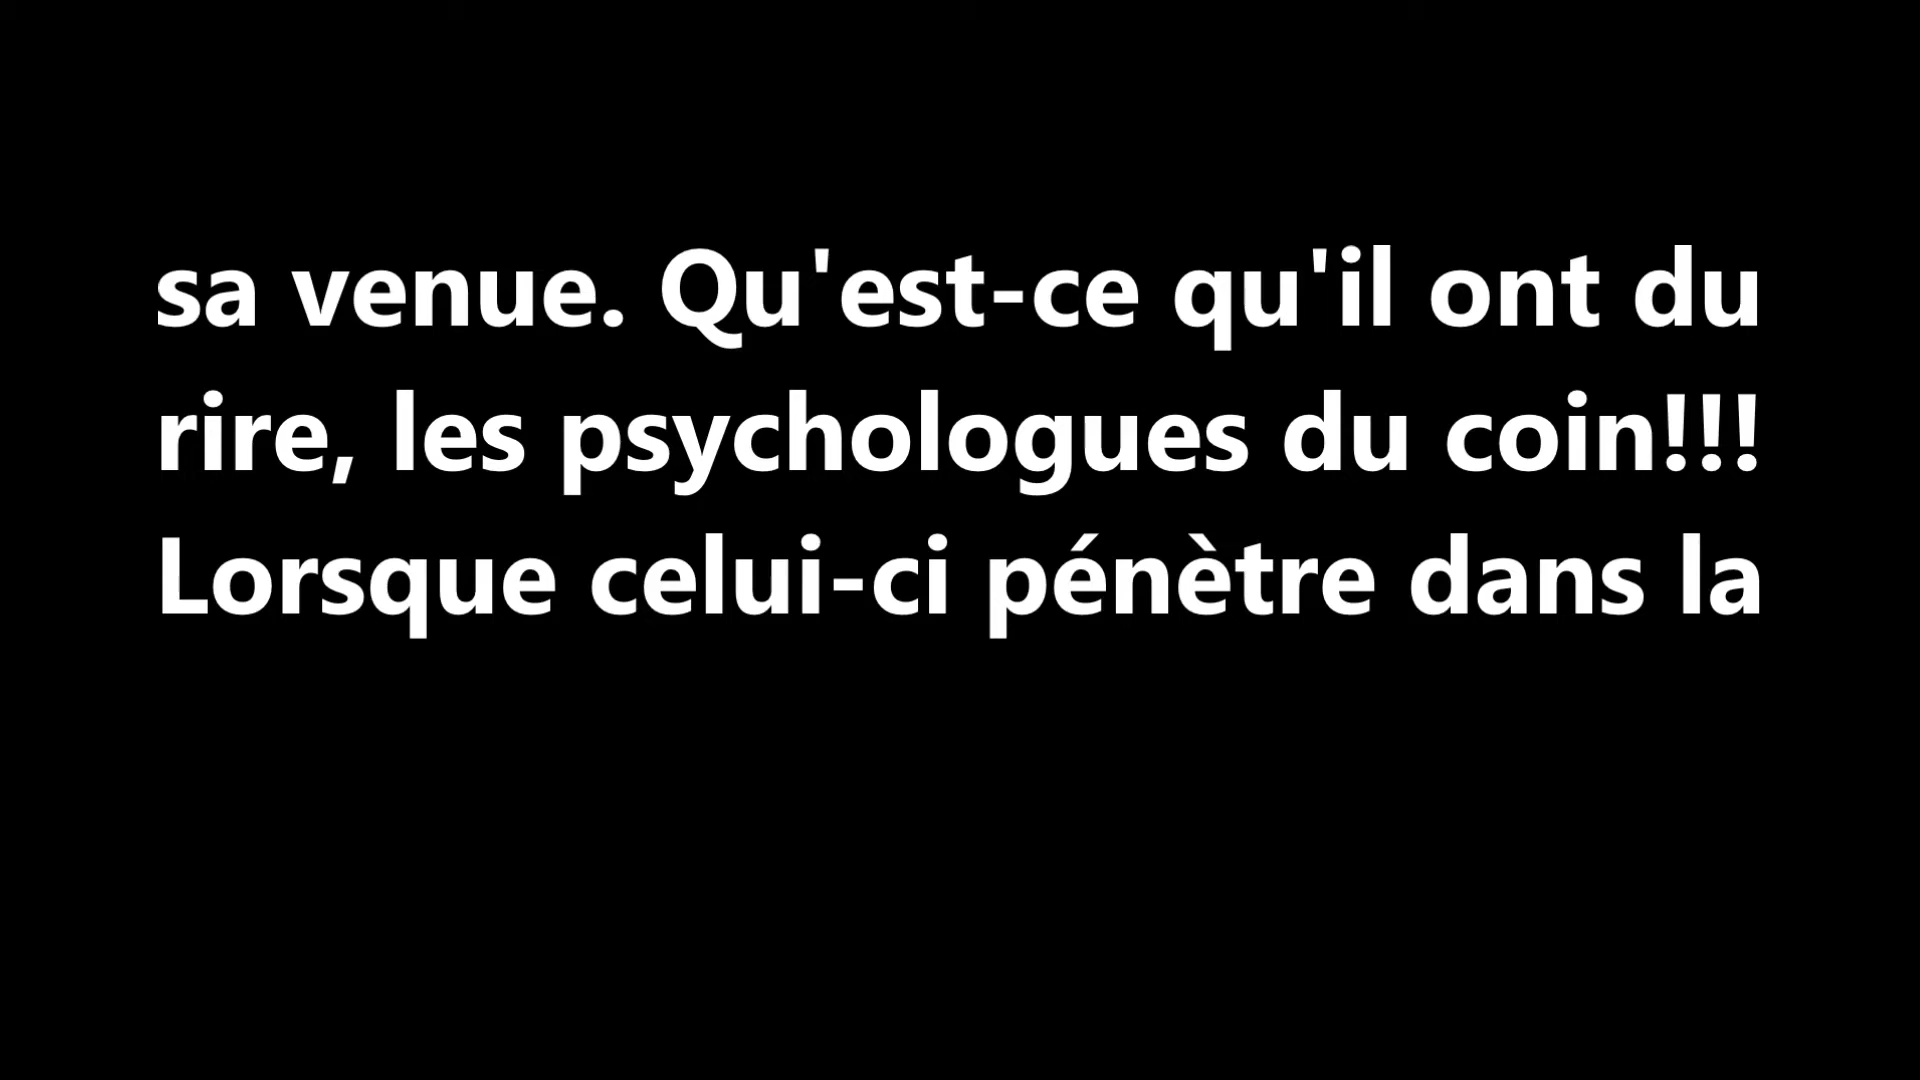 sa venue. Qu'est-ce qu'il ont du
rire, les psychologues du coin!!!
Lorsque celui-ci pénètre dans la